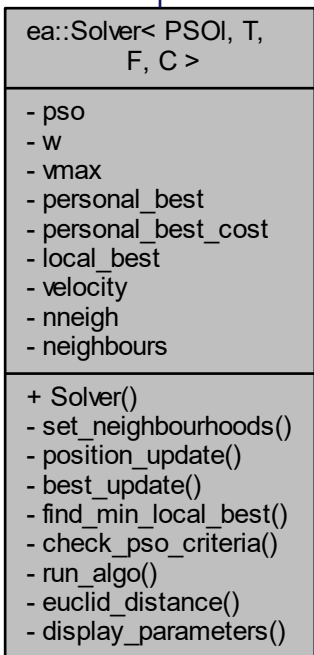 ea::Solver< PSOl, T,
F, C >
- pso
- w
- vmax
- personal_best
- personal_best_cost
- local_best
- velocity
- nneigh
- neighbours
+ Solver()
- set_neighbourhoods()
- position_update()
- best_update()
- find_min_local_best()
- check_pso_criteria()
- run_algo()
- euclid_distance()
- display_parameters()